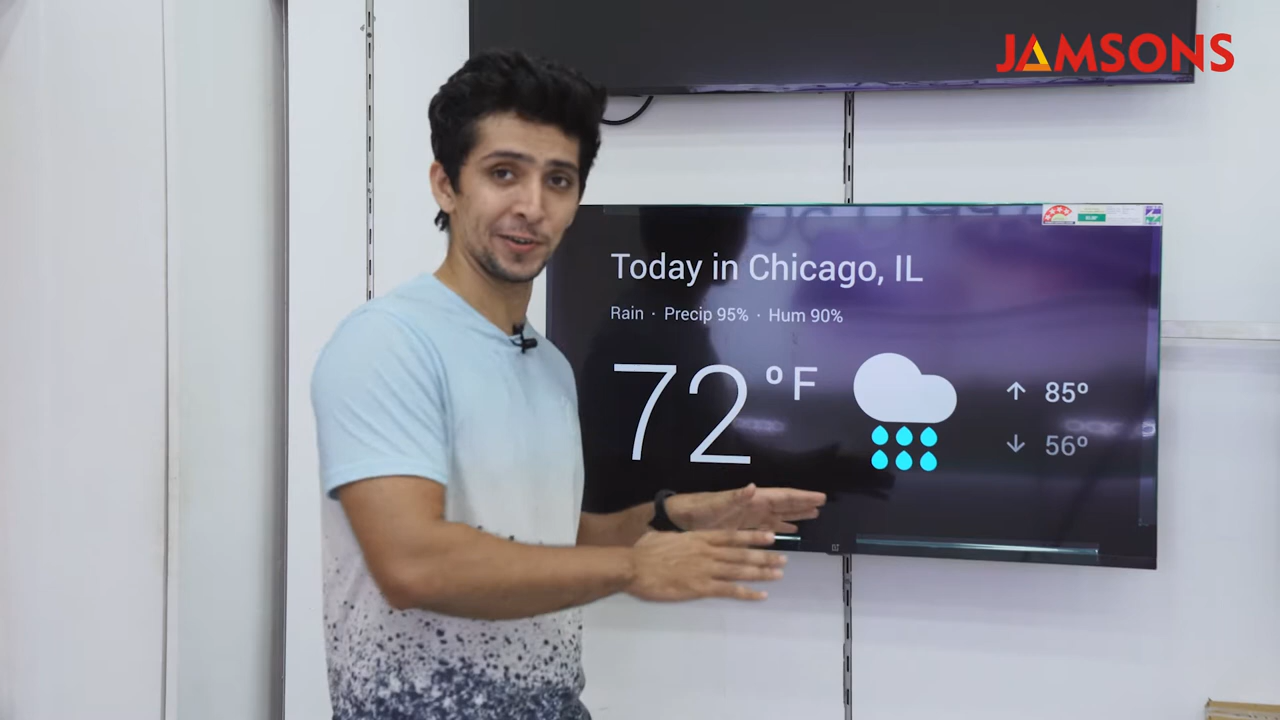 JAMSONS
Today in Chicago, IL
Rain · Precip 95% · Hum 90%
72 °F
↑ 85°
↓ 56°